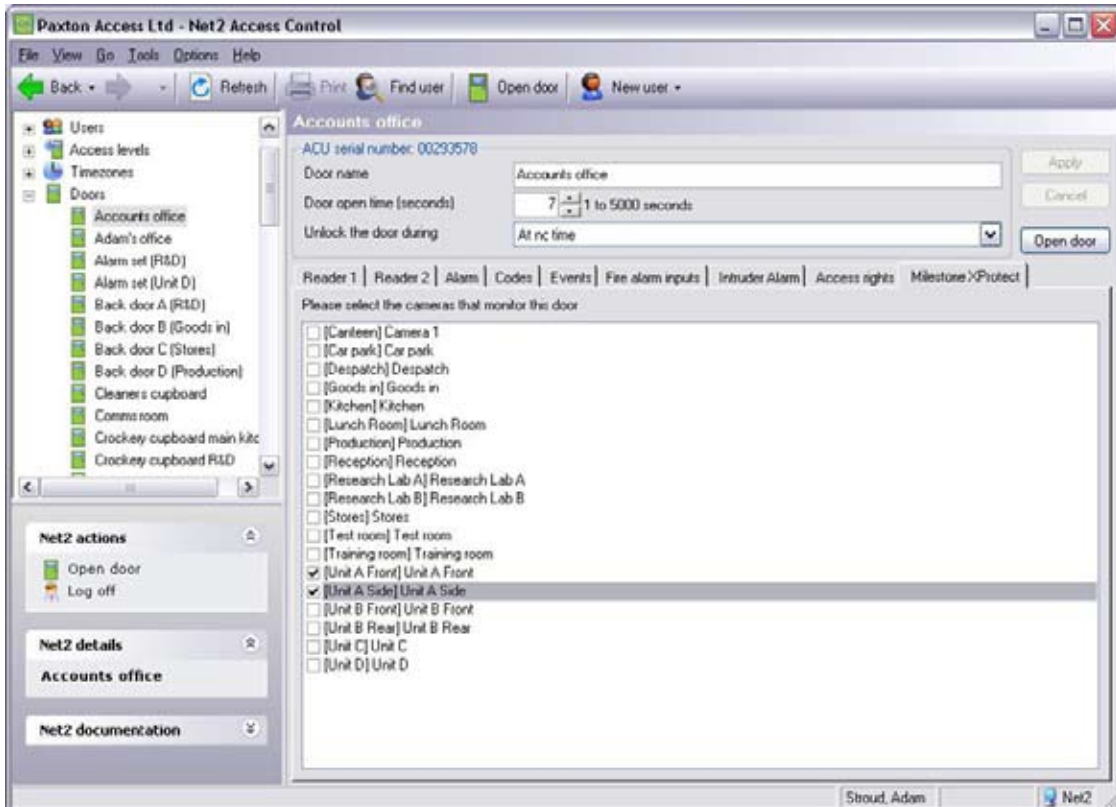 Paxton Access Ltd - Net2 Access Control
File View Go Tools Options Help
Back Refresh Print Find user Open door New user
Users
Access levels
Timezones
Doors
Accounts office
Adam's office
Alarm set (R&D)
Alarm set (Unit D)
Back door A (R&D)
Back door B (Goods in)
Back door C (Stores)
Back door D (Production)
Cleaners cupboard
Comms room
Crockery cupboard main kitc
Crockery cupboard R&D
Net2 actions
Open door
Log off
Net2 details
Accounts office
Net2 documentation
Accounts office
ACU serial number: 00293578
Door name Accounts office
Door open time (seconds) 7 1 to 5000 seconds
Unlock the door during At no time
Apply
Cancel
Open door
Reader 1 Reader 2 Alarm Codes Events Fire alarm inputs Intruder Alarm Access rights Milestone XProtect
Please select the cameras that monitor this door
[Canteen] Camera 1
[Car park] Car park
[Despatch] Despatch
[Goods in] Goods in
[Kitchen] Kitchen
[Lunch Room] Lunch Room
[Production] Production
[Reception] Reception
[Research Lab A] Research Lab A
[Research Lab B] Research Lab B
[Stores] Stores
[Test room] Test room
[Training room] Training room
[Unit A Front] Unit A Front
[Unit A Side] Unit A Side
[Unit B Front] Unit B Front
[Unit B Rear] Unit B Rear
[Unit C] Unit C
[Unit D] Unit D
Stroud, Adam Net2